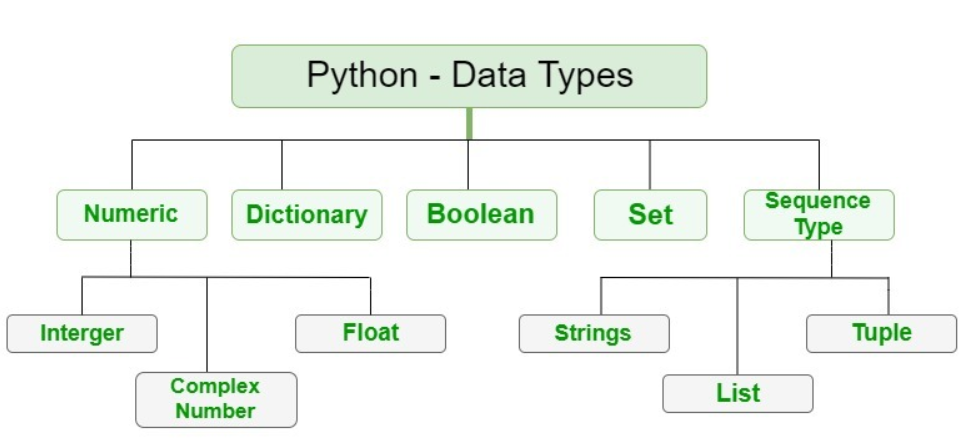 Python - Data Types
Numeric
Dictionary
Boolean
Set
Sequence
Type
Interger
Float
Strings
Tuple
Complex
Number
List